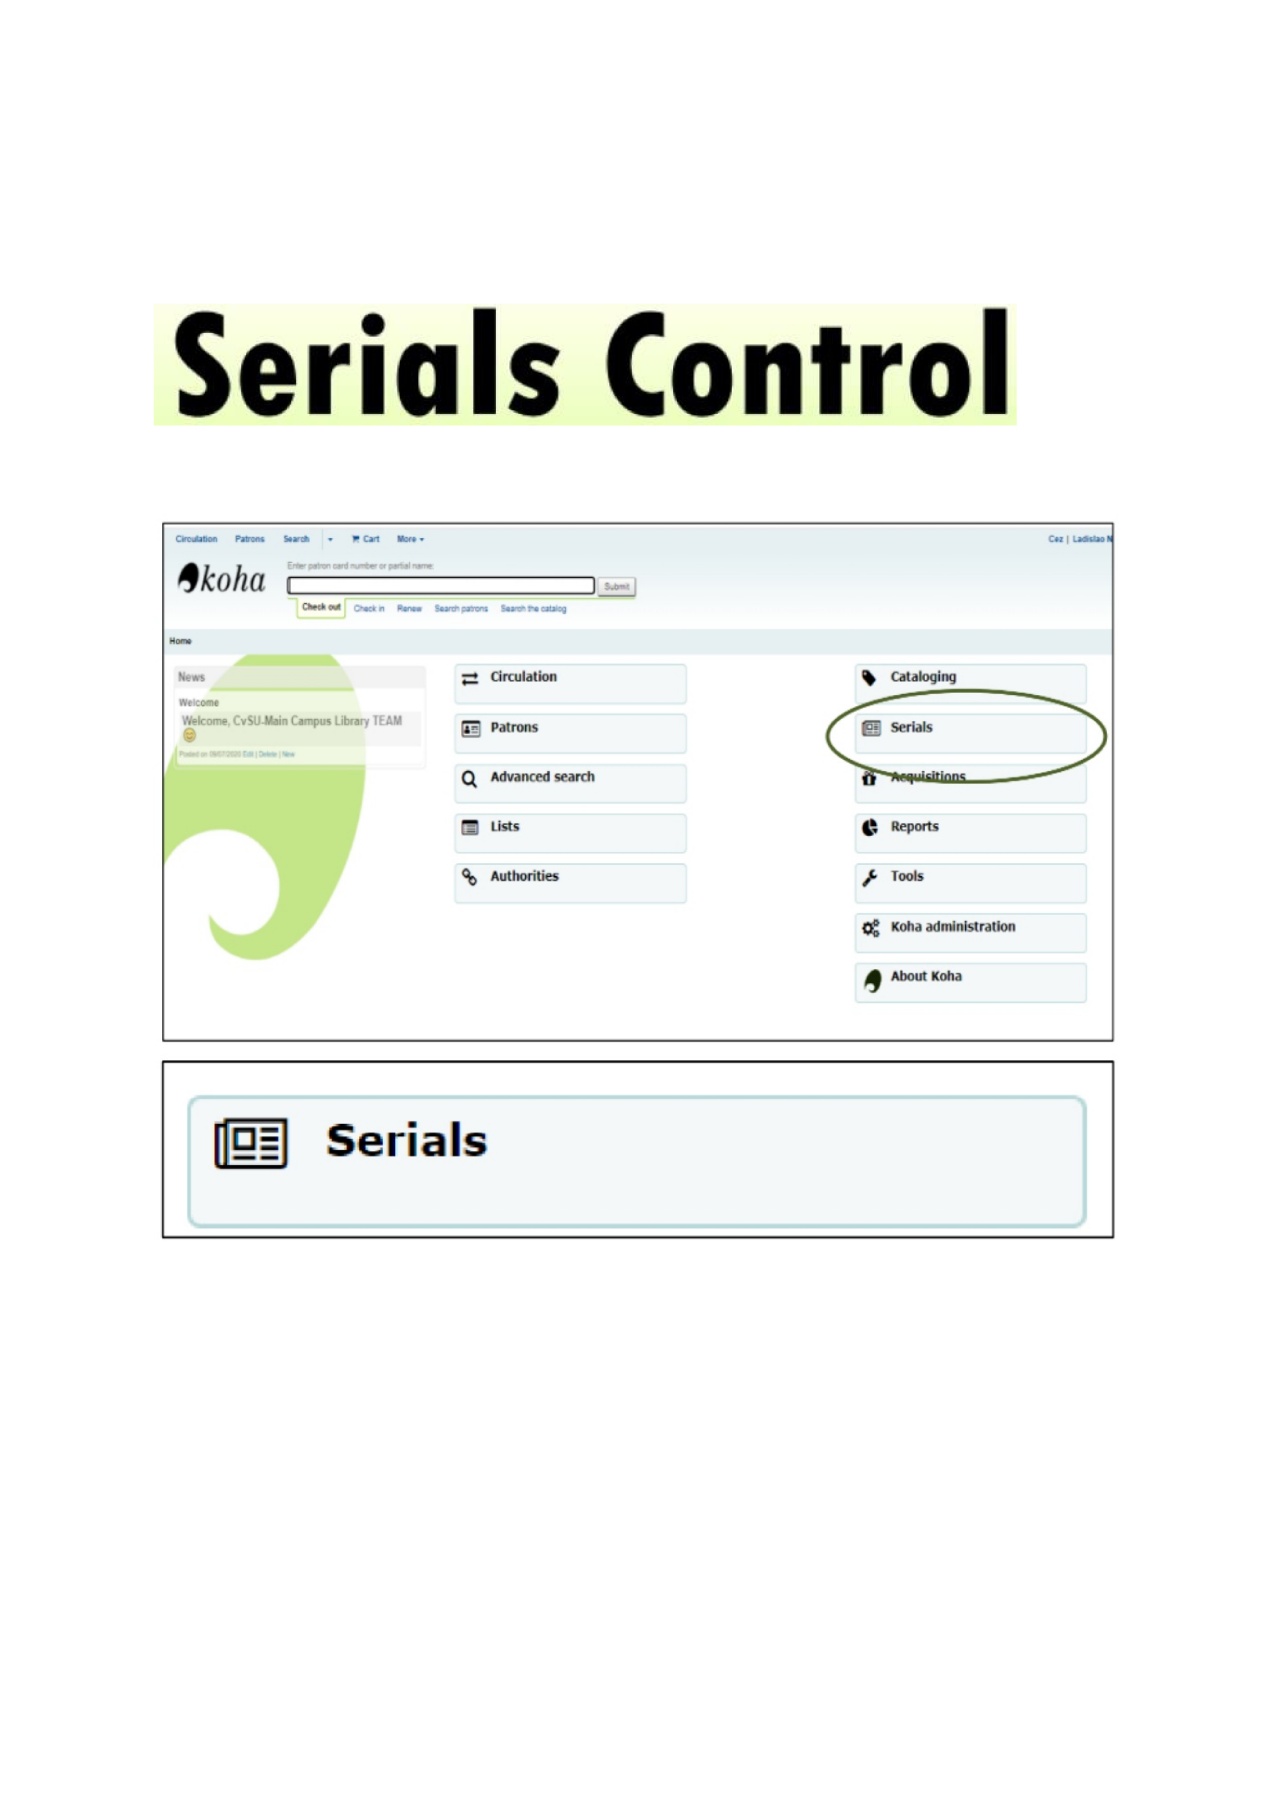 Serials Control
Circulation Patrons Search Cart More Cez | Ladislao N
koha
Enter patron card number or partial name:
Submit
Check out Check in Renew Search patrons Search the catalog
Home
News
Welcome
Welcome, CvSU-Main Campus Library TEAM
Posted on 09/07/2020 Edit | Delete | New
Circulation
Patrons
Advanced search
Lists
Authorities
Cataloging
Serials
Acquisitions
Reports
Tools
Koha administration
About Koha
Serials